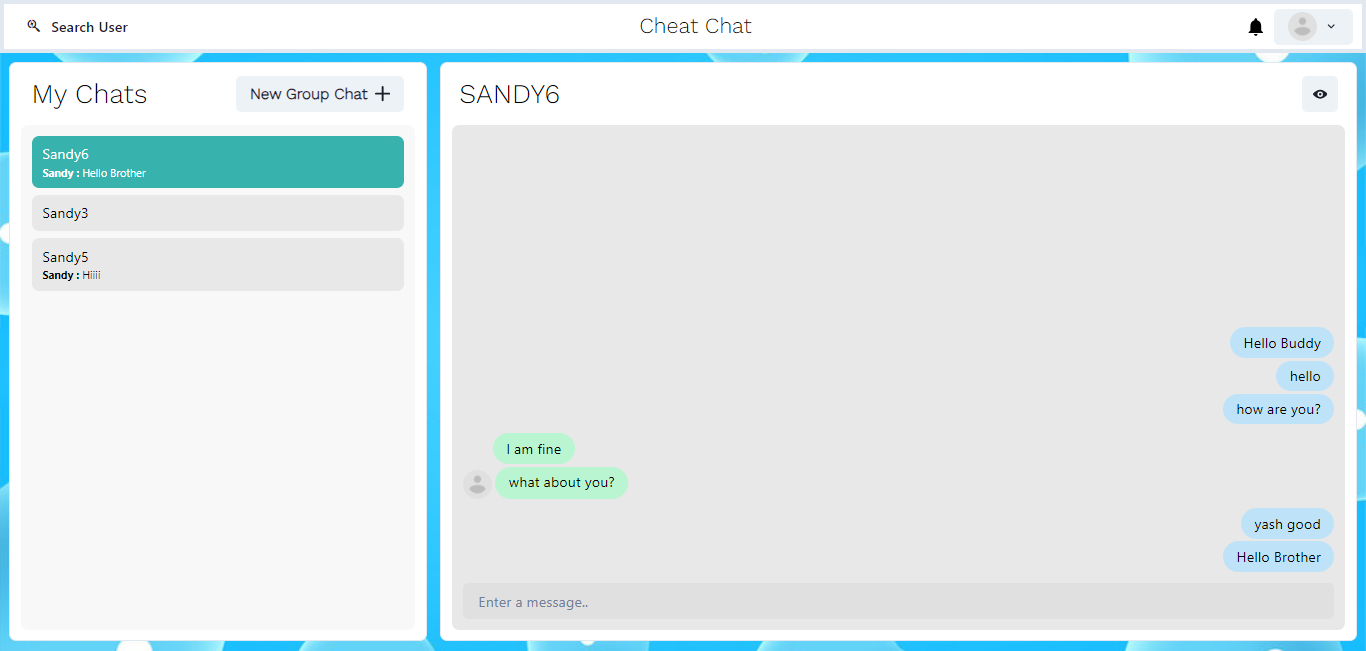 Search User
Cheat Chat
My Chats
New Group Chat
Sandy6
Sandy : Hello Brother
Sandy3
Sandy5
Sandy : Hiiii
SANDY6
Hello Buddy
hello
how are you?
I am fine
what about you?
yash good
Hello Brother
Enter a message..